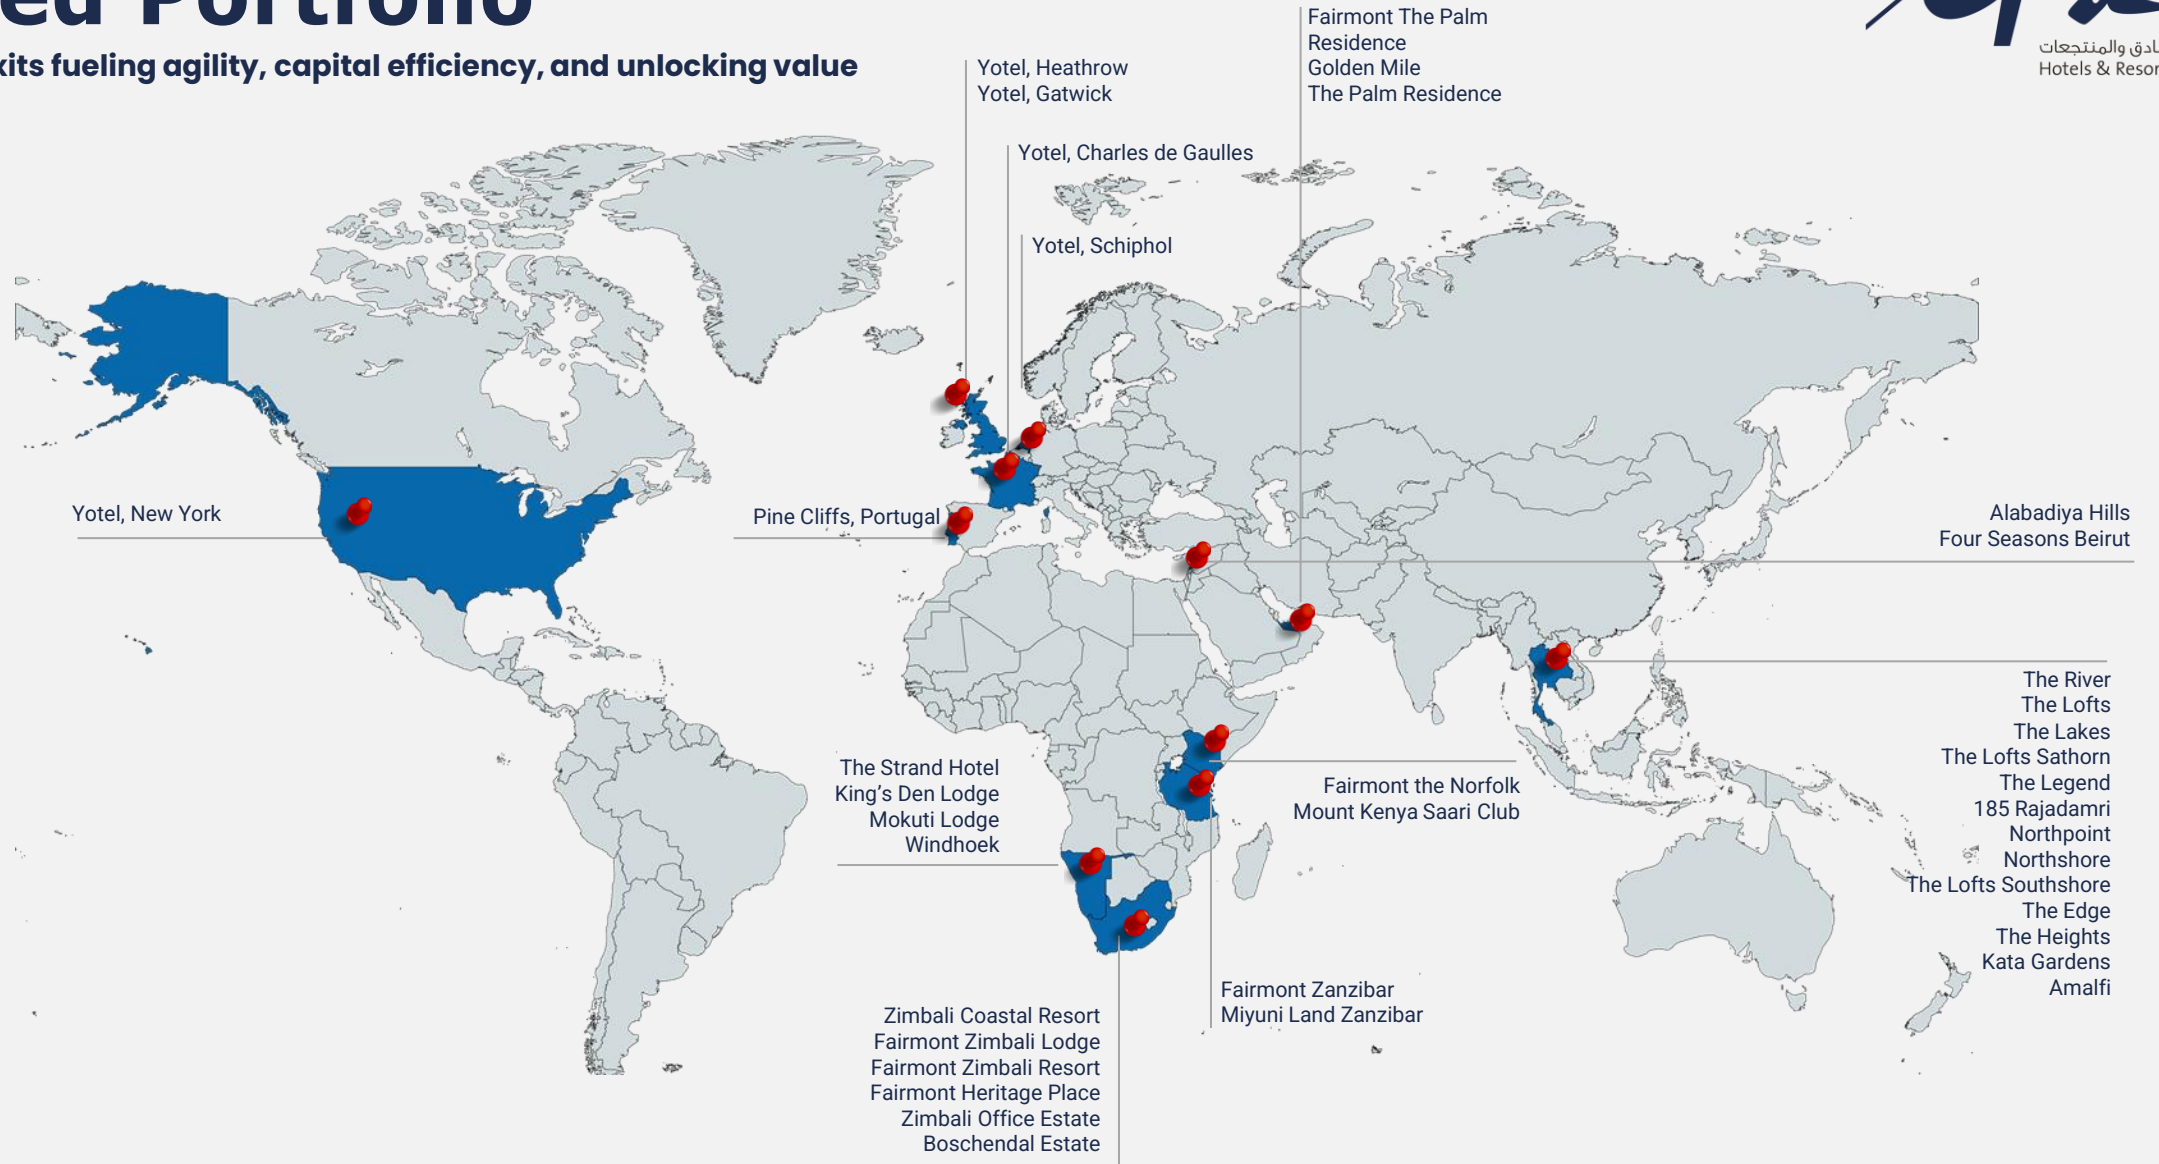 ed Portfolio
xits fueling agility, capital efficiency, and unlocking value
ادق والمنتجعات
Hotels & Resor
Fairmont The Palm
Residence
Golden Mile
The Palm Residence
Yotel, Heathrow
Yotel, Gatwick
Yotel, Charles de Gaulles
Yotel, Schiphol
Yotel, New York
Pine Cliffs, Portugal
Alabadiya Hills
Four Seasons Beirut
The River
The Lofts
The Lakes
The Lofts Sathorn
The Legend
185 Rajadamri
Northpoint
Northshore
The Lofts Southshore
The Edge
The Heights
Kata Gardens
Amalfi
The Strand Hotel
King’s Den Lodge
Mokuti Lodge
Windhoek
Fairmont the Norfolk
Mount Kenya Saari Club
Fairmont Zanzibar
Miyuni Land Zanzibar
Zimbali Coastal Resort
Fairmont Zimbali Lodge
Fairmont Zimbali Resort
Fairmont Heritage Place
Zimbali Office Estate
Boschendal Estate